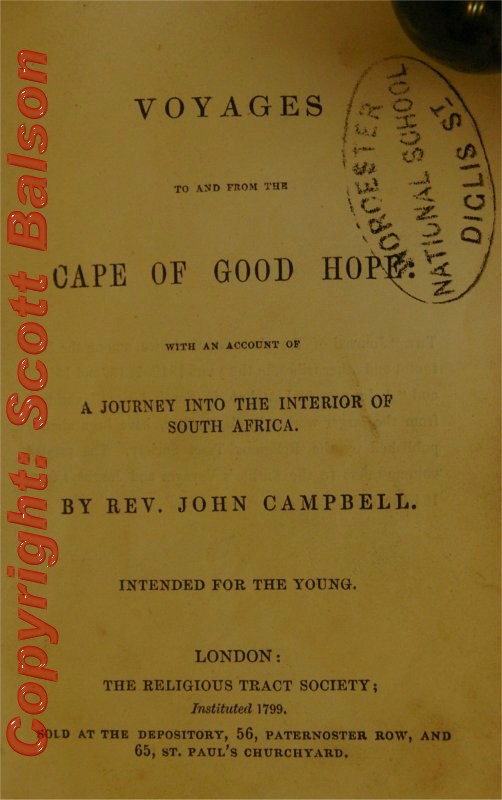 VOYAGES
TO AND FROM THE
CAPE OF GOOD HOPE:
WITH AN ACCOUNT OF
A JOURNEY INTO THE INTERIOR OF
SOUTH AFRICA.
BY REV. JOHN CAMPBELL.
INTENDED FOR THE YOUNG.
LONDON:
THE RELIGIOUS TRACT SOCIETY;
Instituted 1799.
SOLD AT THE DEPOSITORY, 56, PATERNOSTER ROW, AND
65, ST. PAUL'S CHURCHYARD.
WORCESTER
NATIONAL SCHOOL
DIGLIS ST.
Copyright: Scott Balson